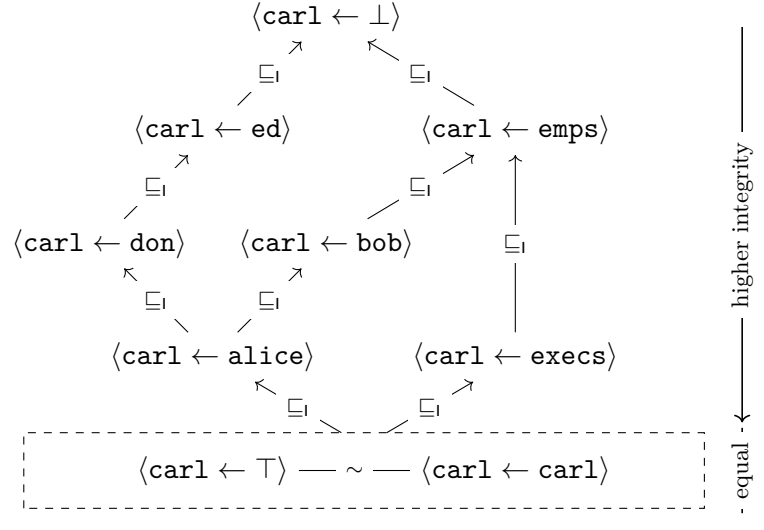 ⟨carl ← ⊥⟩
⊑ı ⊑ı
⟨carl ← ed⟩ ⟨carl ← emps⟩
⊑ı ⊑ı
⟨carl ← don⟩ ⟨carl ← bob⟩ ⊑ı
⊑ı ⊑ı
⟨carl ← alice⟩ ⟨carl ← execs⟩
⊑ı ⊑ı
⟨carl ← ⊤⟩ ∼ ⟨carl ← carl⟩
higher integrity
equal